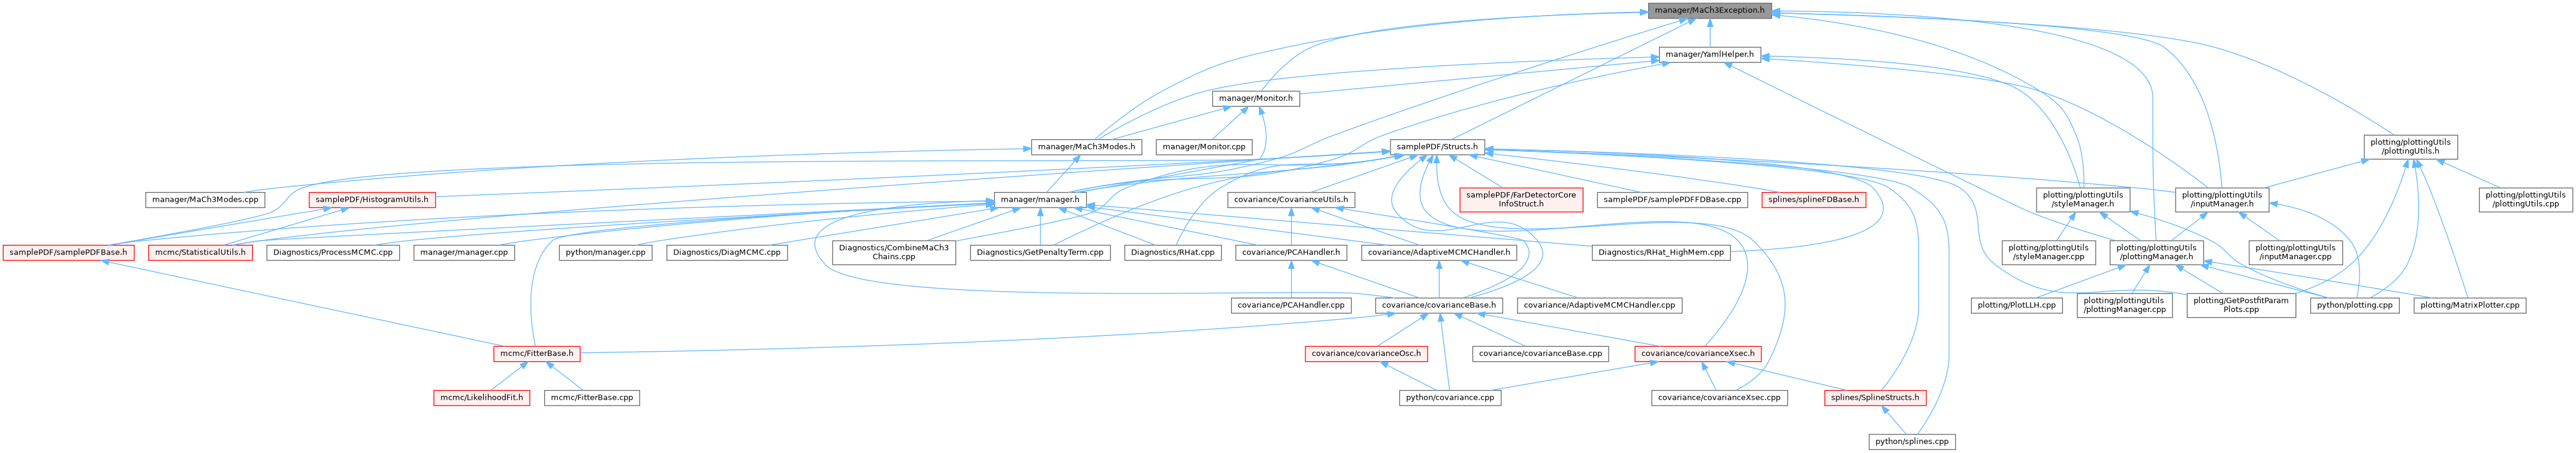 manager/MaCh3Exception.h
manager/YamlHelper.h
manager/Monitor.h
manager/MaCh3Modes.h
manager/Monitor.cpp
samplePDF/Structs.h
plotting/plottingUtils
/plottingUtils.h
manager/MaCh3Modes.cpp
samplePDF/HistogramUtils.h
manager/manager.h
covariance/CovarianceUtils.h
samplePDF/FarDetectorCore
InfoStruct.h
samplePDF/samplePDFFDBase.cpp
splines/splineFDBase.h
plotting/plottingUtils
/styleManager.h
plotting/plottingUtils
/inputManager.h
plotting/plottingUtils
/plottingUtils.cpp
samplePDF/samplePDFBase.h
mcmc/StatisticalUtils.h
Diagnostics/ProcessMCMC.cpp
manager/manager.cpp
python/manager.cpp
Diagnostics/DiagMCMC.cpp
Diagnostics/CombineMaCh3
Chains.cpp
Diagnostics/GetPenaltyTerm.cpp
Diagnostics/RHat.cpp
covariance/PCAHandler.h
covariance/AdaptiveMCMCHandler.h
Diagnostics/RHat_HighMem.cpp
plotting/plottingUtils
/styleManager.cpp
plotting/plottingUtils
/plottingManager.h
plotting/plottingUtils
/inputManager.cpp
covariance/PCAHandler.cpp
covariance/covarianceBase.h
covariance/AdaptiveMCMCHandler.cpp
plotting/PlotLLH.cpp
plotting/plottingUtils
/plottingManager.cpp
plotting/GetPostfitParam
Plots.cpp
python/plotting.cpp
plotting/MatrixPlotter.cpp
mcmc/FitterBase.h
covariance/covarianceOsc.h
covariance/covarianceBase.cpp
covariance/covarianceXsec.h
mcmc/LikelihoodFit.h
mcmc/FitterBase.cpp
python/covariance.cpp
covariance/covarianceXsec.cpp
splines/SplineStructs.h
python/splines.cpp